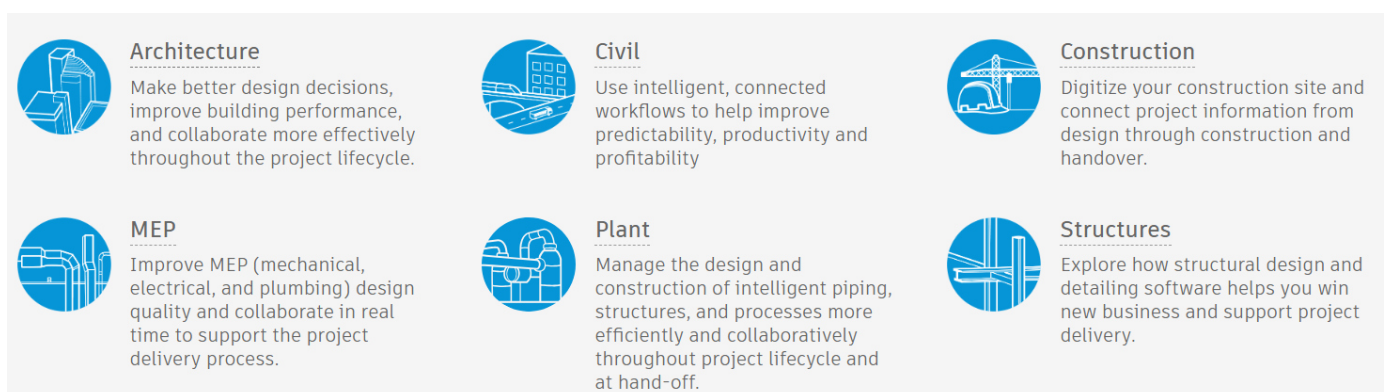 Architecture
Make better design decisions,
improve building performance,
and collaborate more effectively
throughout the project lifecycle.
Civil
Use intelligent, connected
workflows to help improve
predictability, productivity and
profitability
Construction
Digitize your construction site and
connect project information from
design through construction and
handover.
MEP
Improve MEP (mechanical,
electrical, and plumbing) design
quality and collaborate in real
time to support the project
delivery process.
Plant
Manage the design and
construction of intelligent piping,
structures, and processes more
efficiently and collaboratively
throughout project lifecycle and
at hand-off.
Structures
Explore how structural design and
detailing software helps you win
new business and support project
delivery.